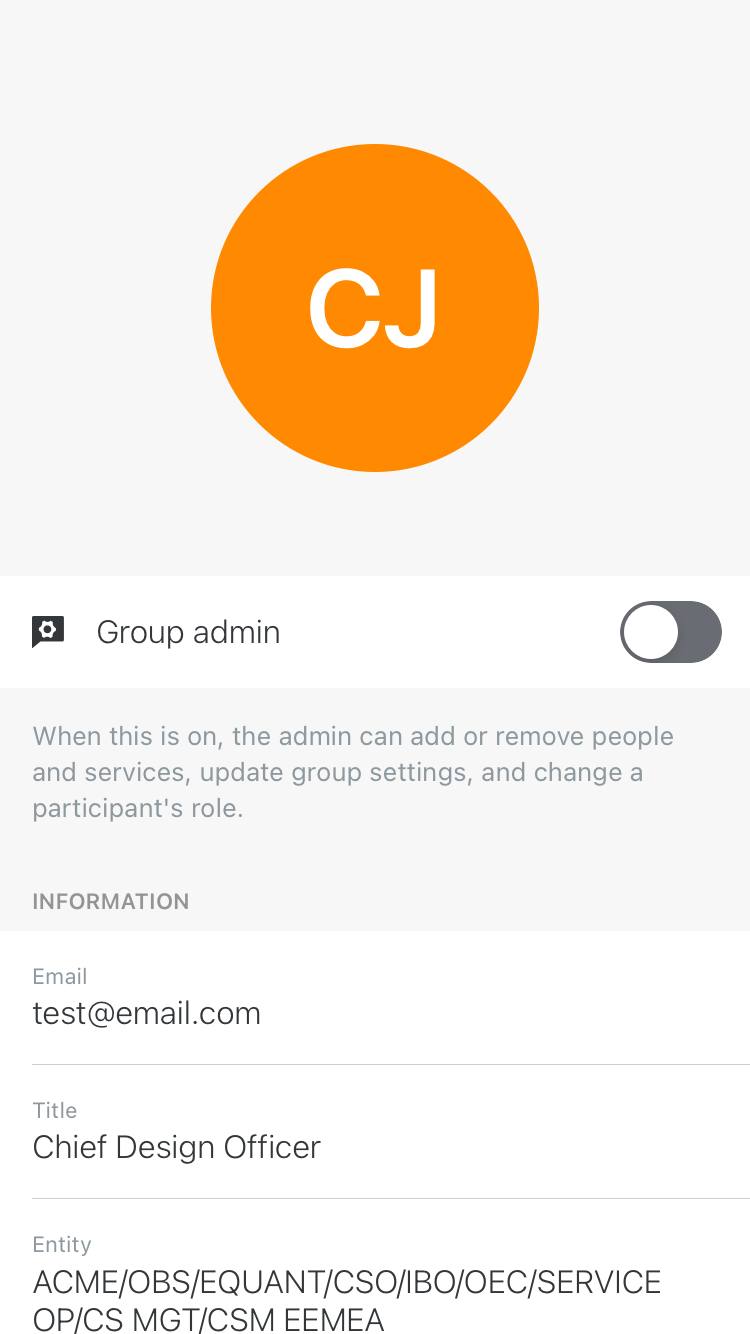 CJ
Group admin
When this is on, the admin can add or remove people
and services, update group settings, and change a
participant's role.
INFORMATION
Email
test@email.com
Title
Chief Design Officer
Entity
ACME/OBS/EQUANT/CSO/IBO/OEC/SERVICE
OP/CS MGT/CSM EEMEA